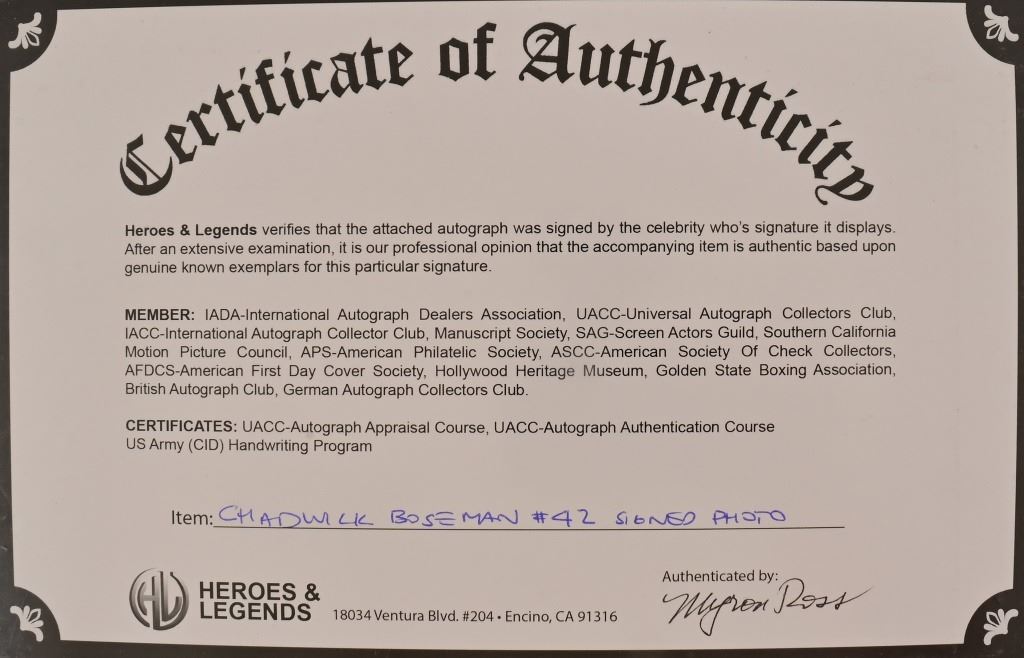 Certificate of Authenticity
Heroes & Legends verifies that the attached autograph was signed by the celebrity who's signature it displays.
After an extensive examination, it is our professional opinion that the accompanying item is authentic based upon
genuine known exemplars for this particular signature.
MEMBER: IADA-International Autograph Dealers Association, UACC-Universal Autograph Collectors Club,
IACC-International Autograph Collector Club, Manuscript Society, SAG-Screen Actors Guild, Southern California
Motion Picture Council, APS-American Philatelic Society, ASCC-American Society Of Check Collectors,
AFDCS-American First Day Cover Society, Hollywood Heritage Museum, Golden State Boxing Association,
British Autograph Club, German Autograph Collectors Club.
CERTIFICATES: UACC-Autograph Appraisal Course, UACC-Autograph Authentication Course
US Army (CID) Handwriting Program
Item: CHADWICK BOSEMAN #42 SIGNED PHOTO
HL HEROES &
LEGENDS
18034 Ventura Blvd. #204 • Encino, CA 91316
Authenticated by:
Myron Ross